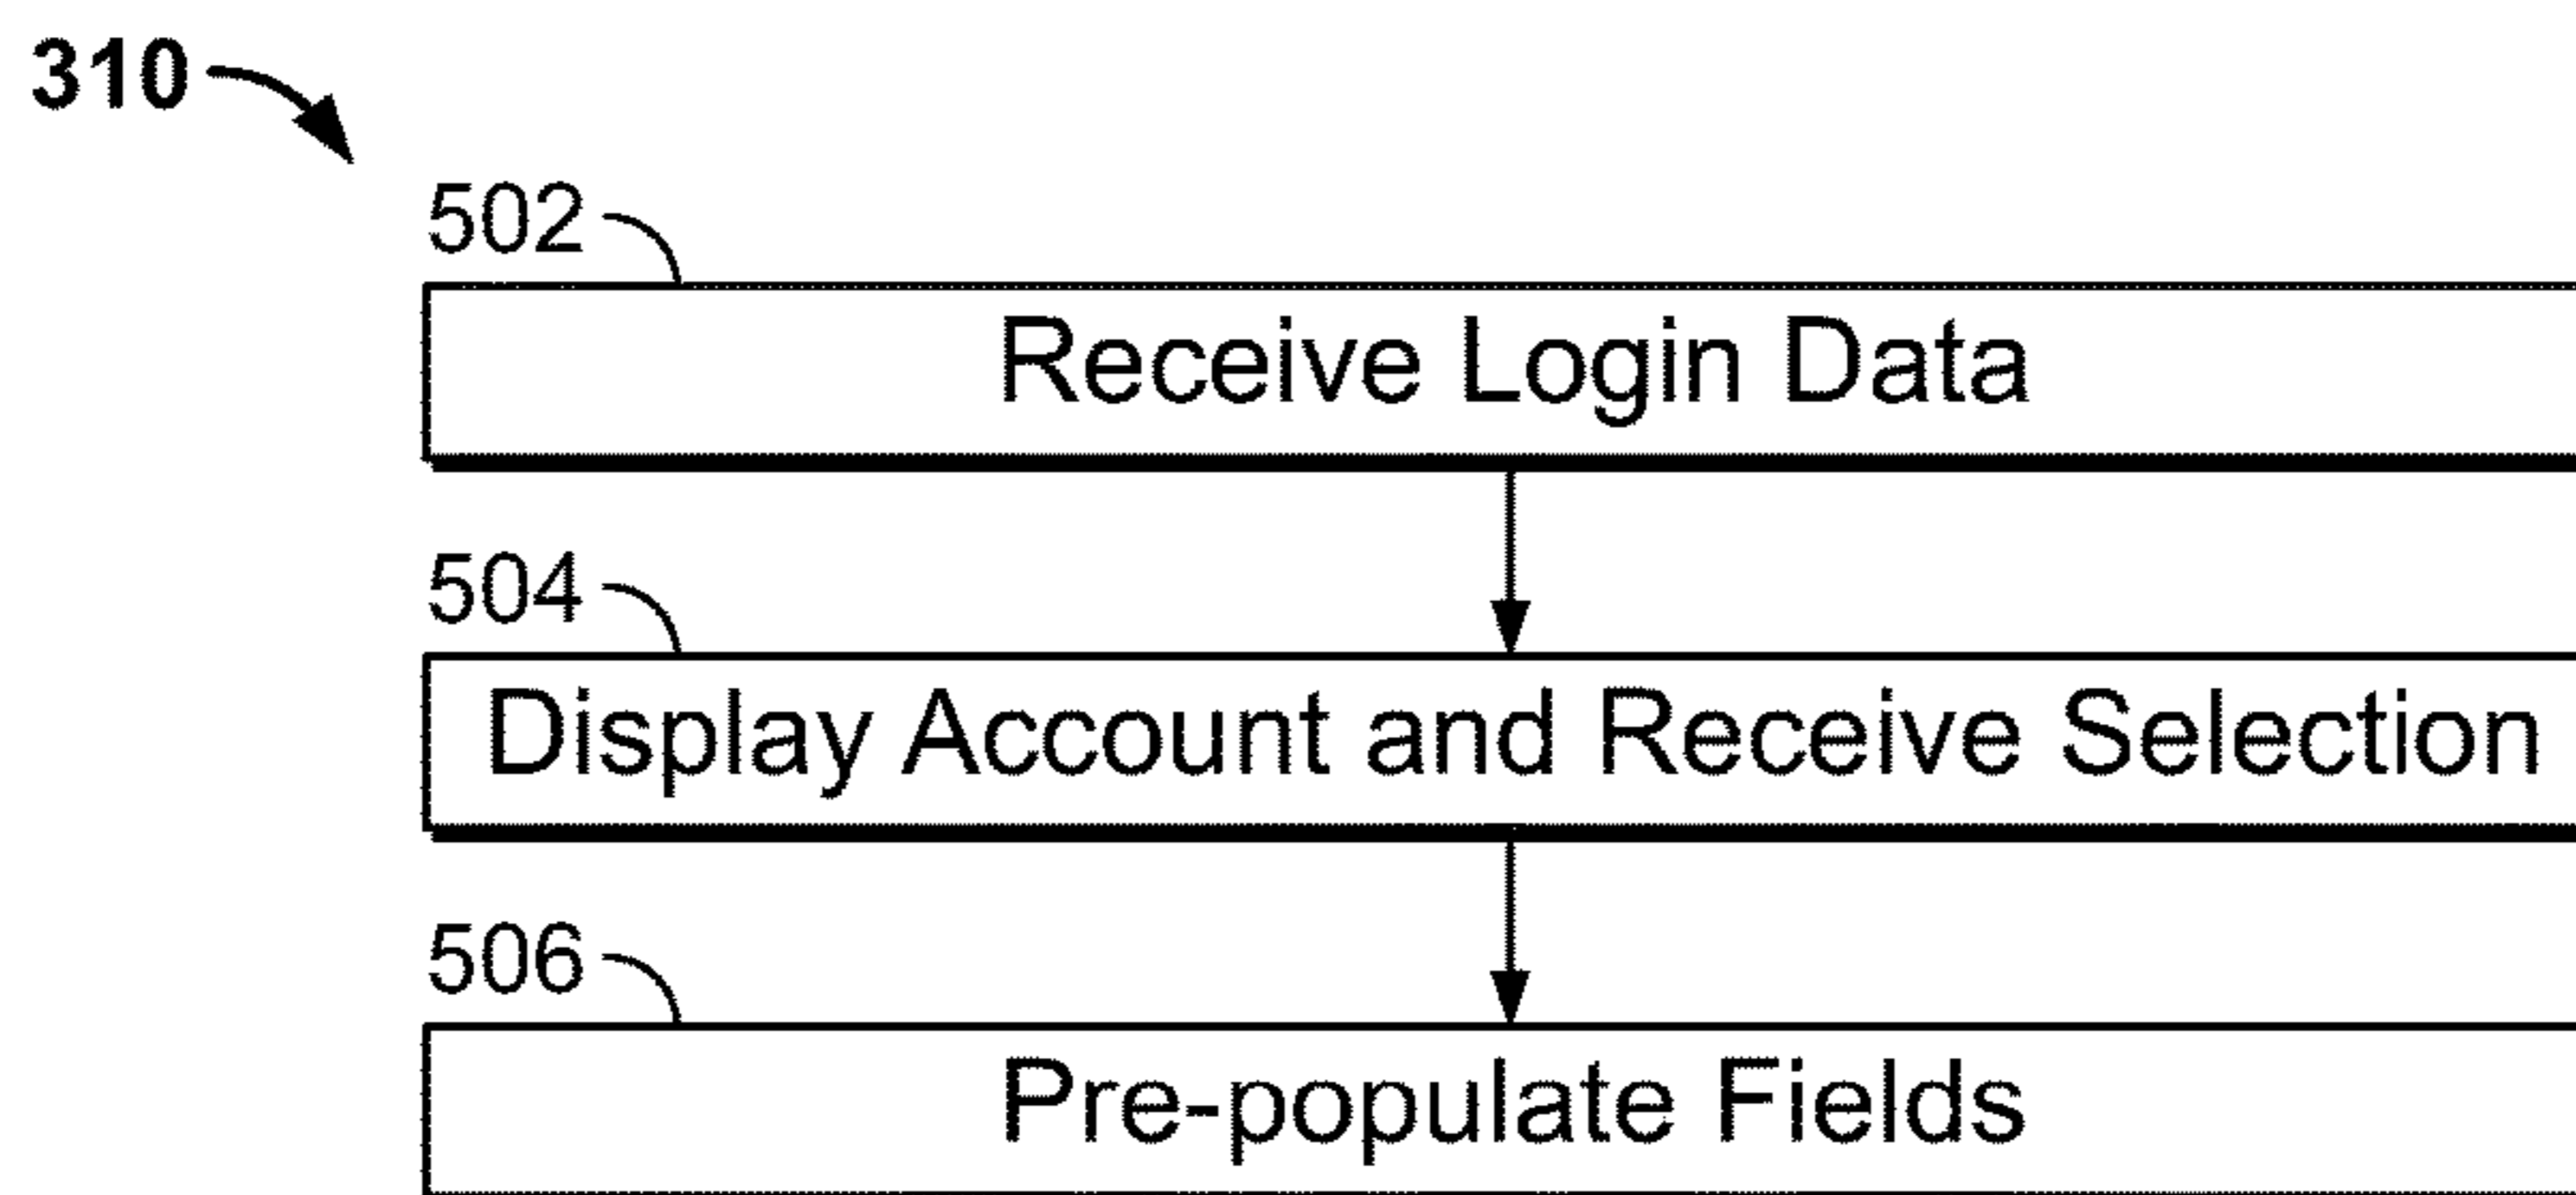 310
502
Receive Login Data
504
Display Account and Receive Selection
506
Pre-populate Fields